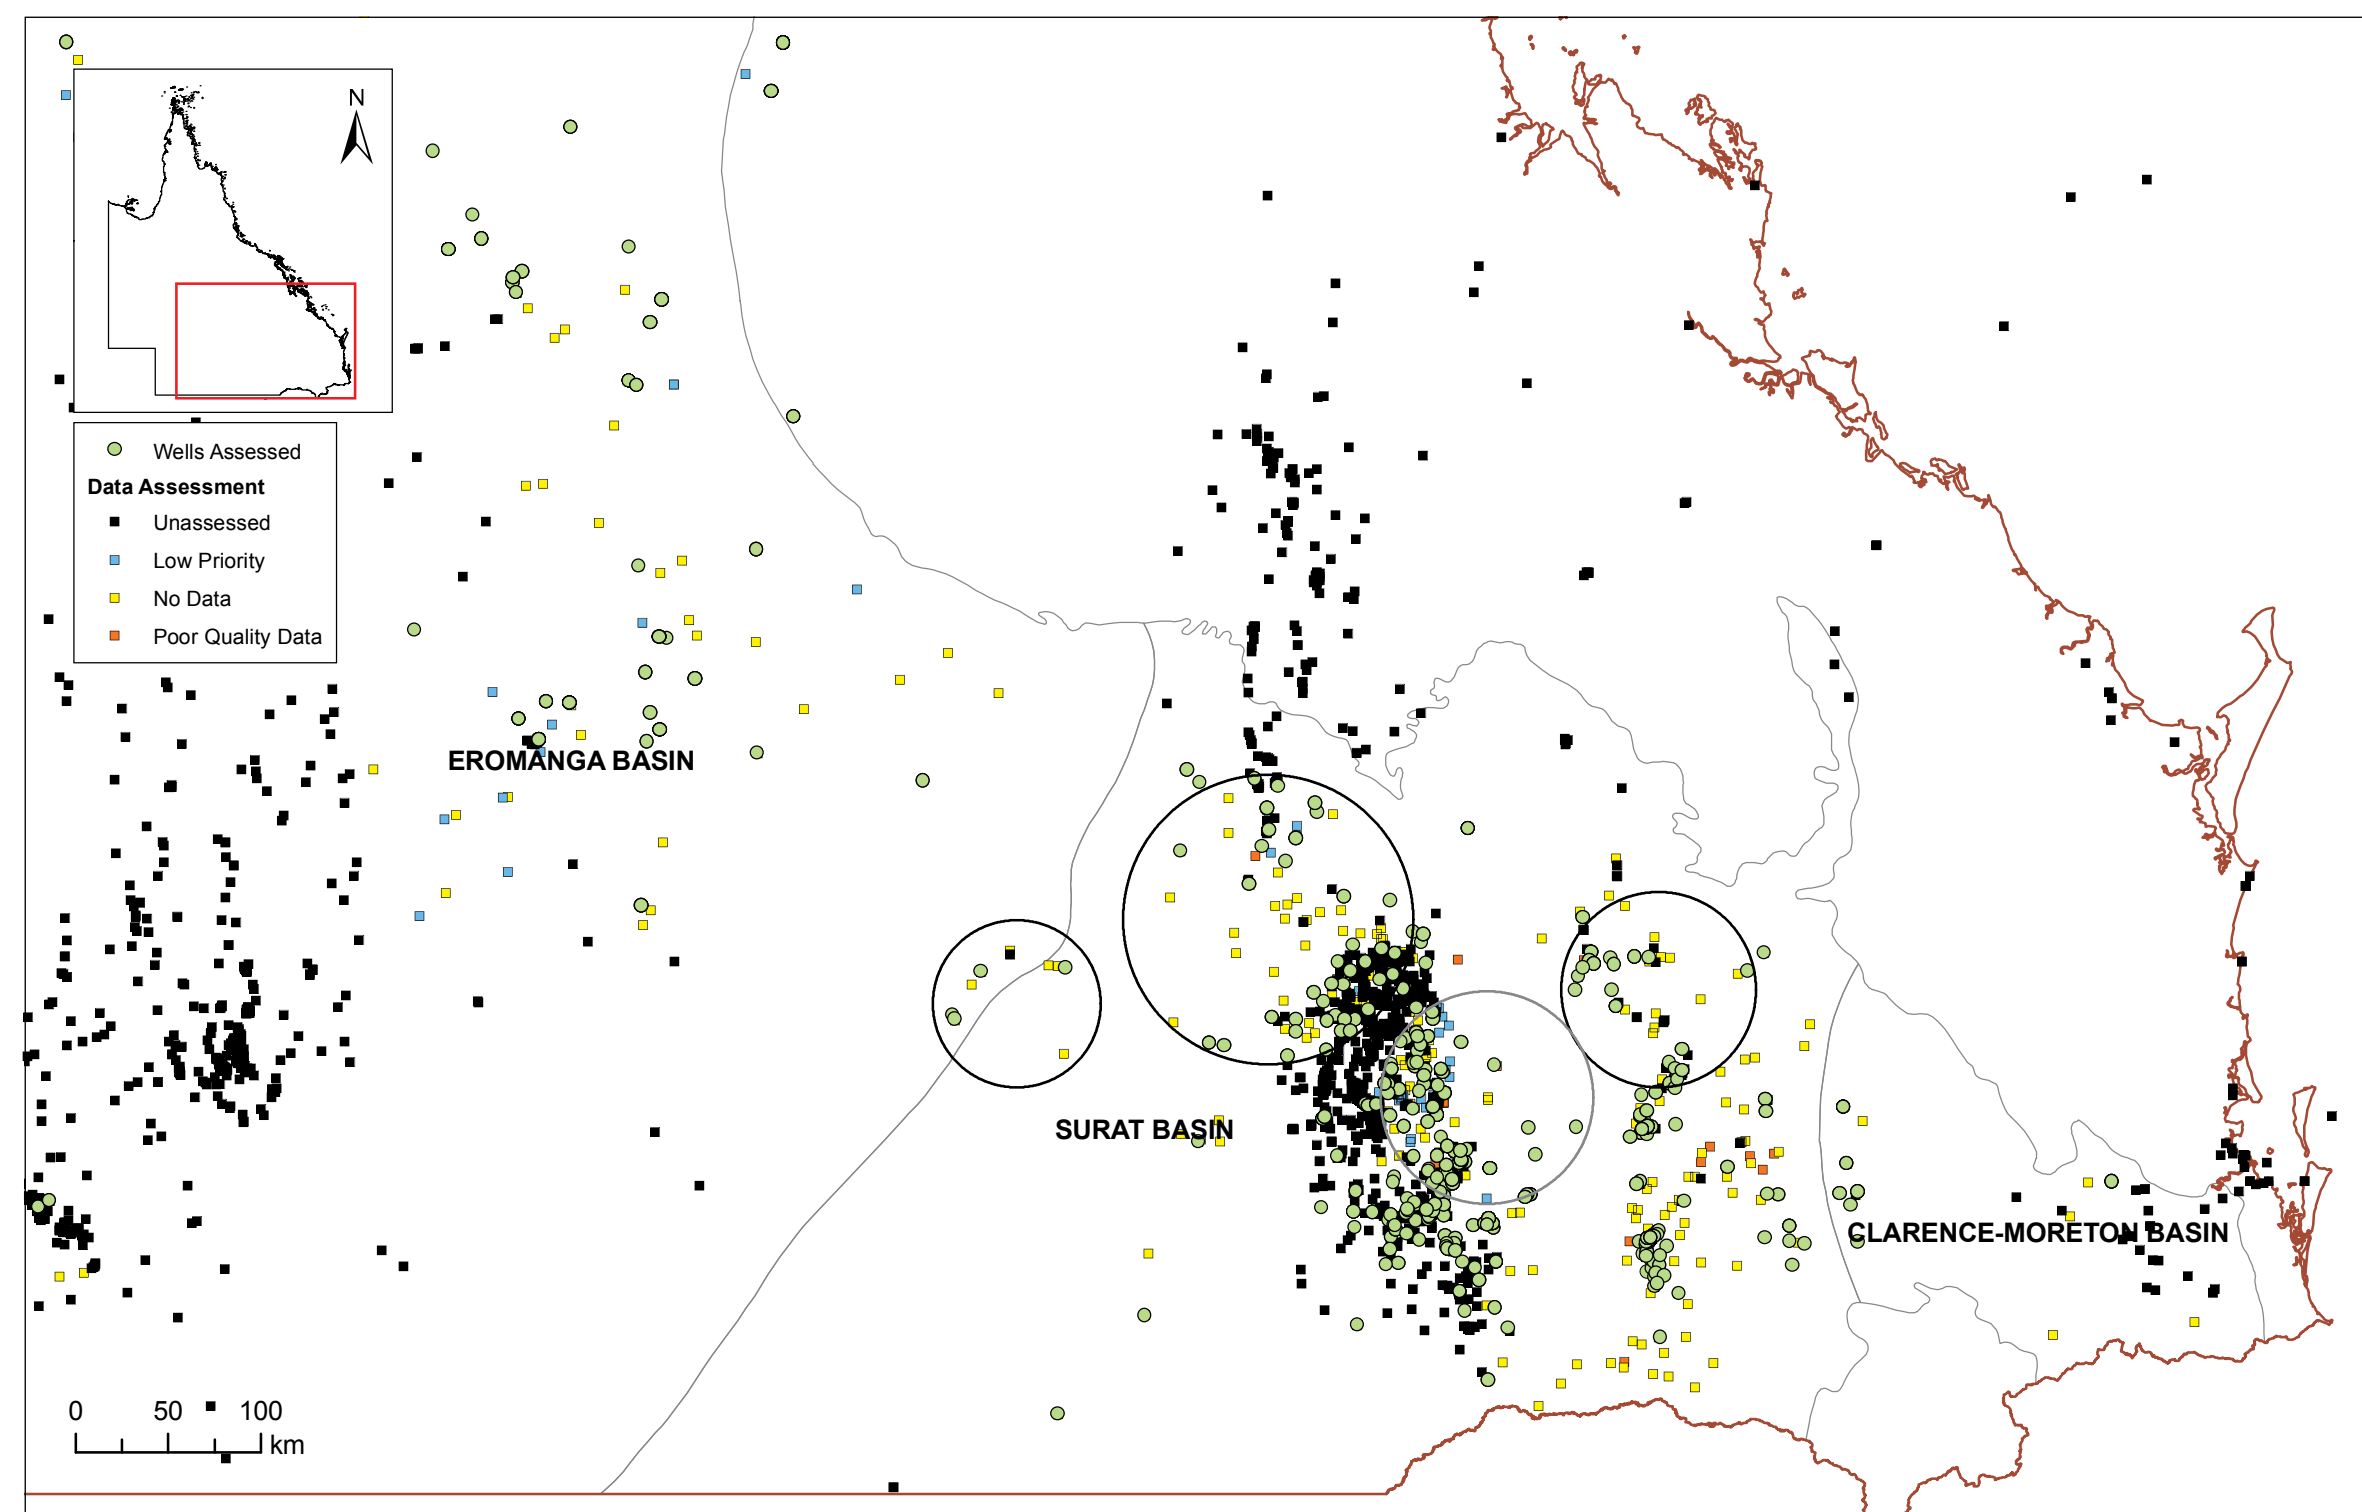 N
Wells Assessed
Data Assessment
Unassessed
Low Priority
No Data
Poor Quality Data
EROMANGA BASIN
SURAT BASIN
CLARENCE-MORETON BASIN
0 50 100
km